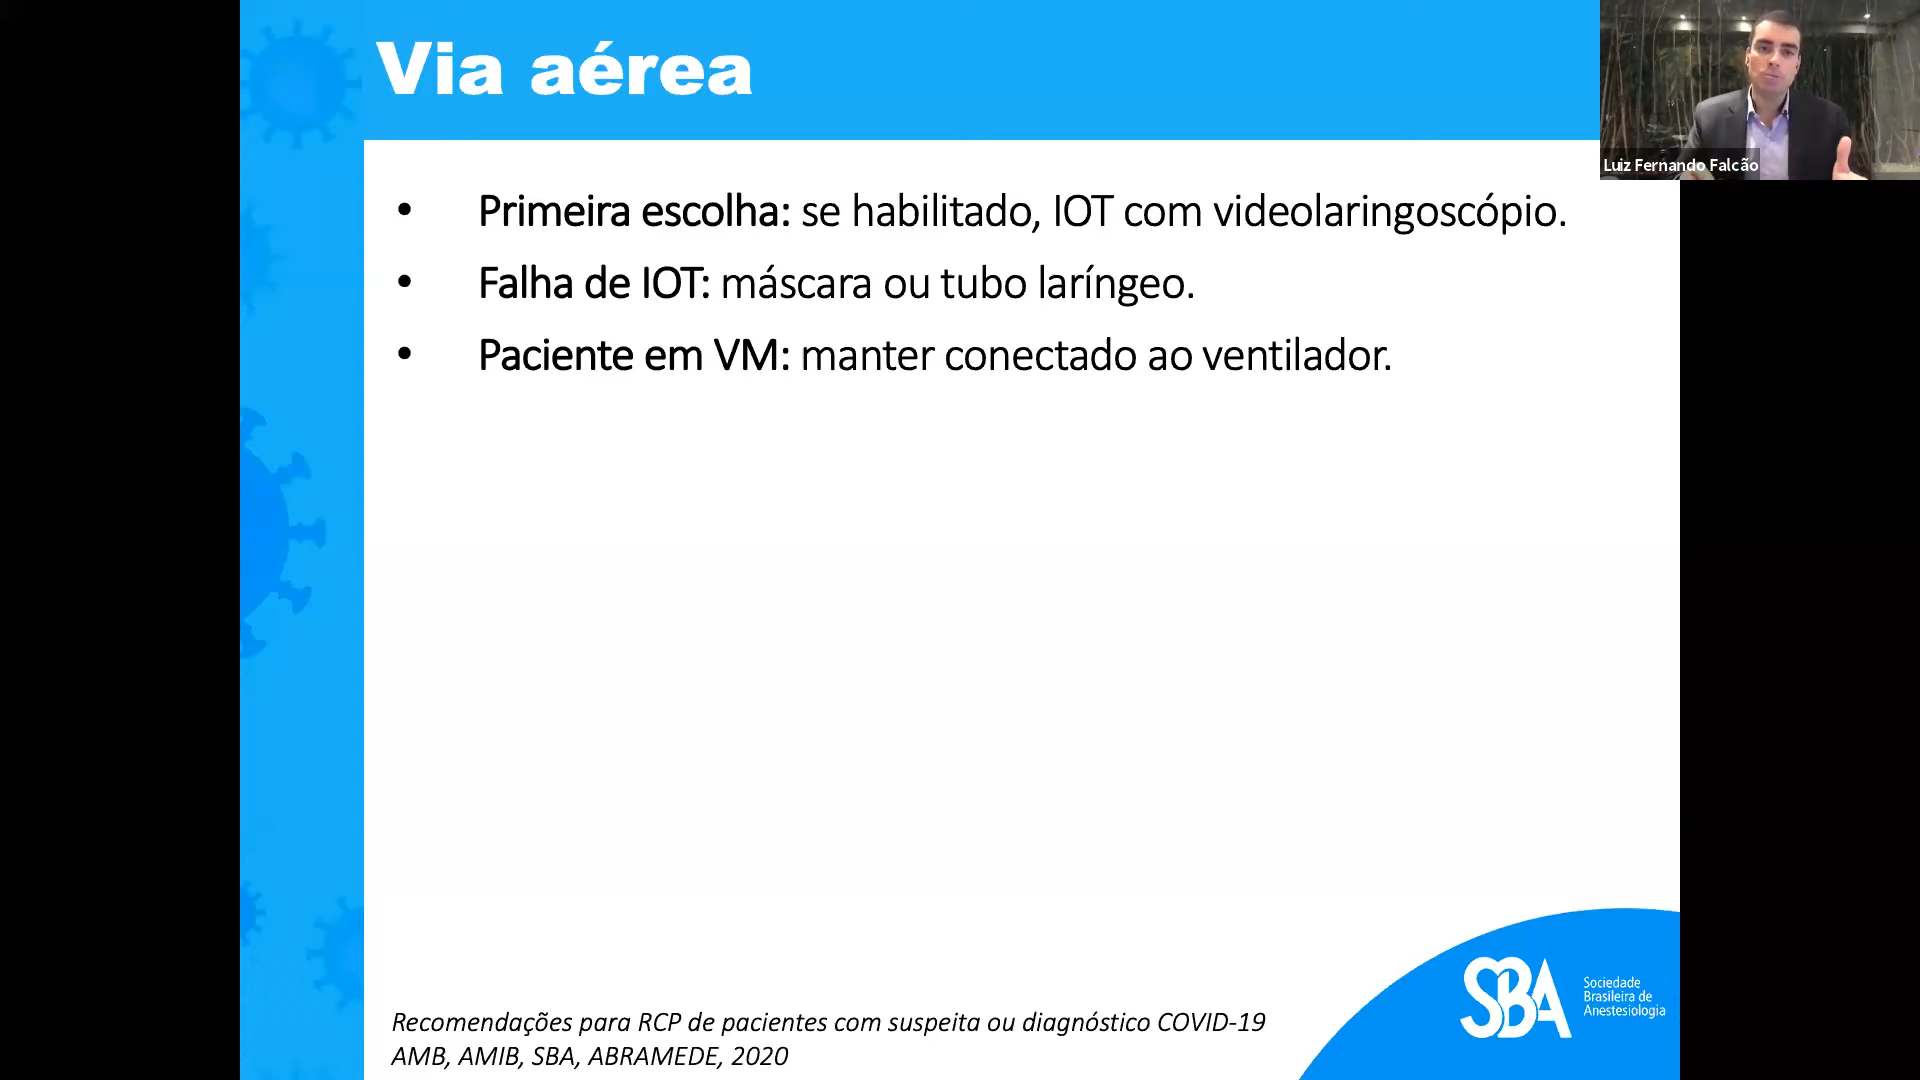 Via aérea
Luiz Fernando Falcão
• Primeira escolha: se habilitado, IOT com videolaringoscópio.
• Falha de IOT: máscara ou tubo laríngeo.
• Paciente em VM: manter conectado ao ventilador.
Recomendações para RCP de pacientes com suspeita ou diagnóstico COVID-19
AMB, AMIB, SBA, ABRAMEDE, 2020
SBA
Sociedade
Brasileira de
Anestesiologia